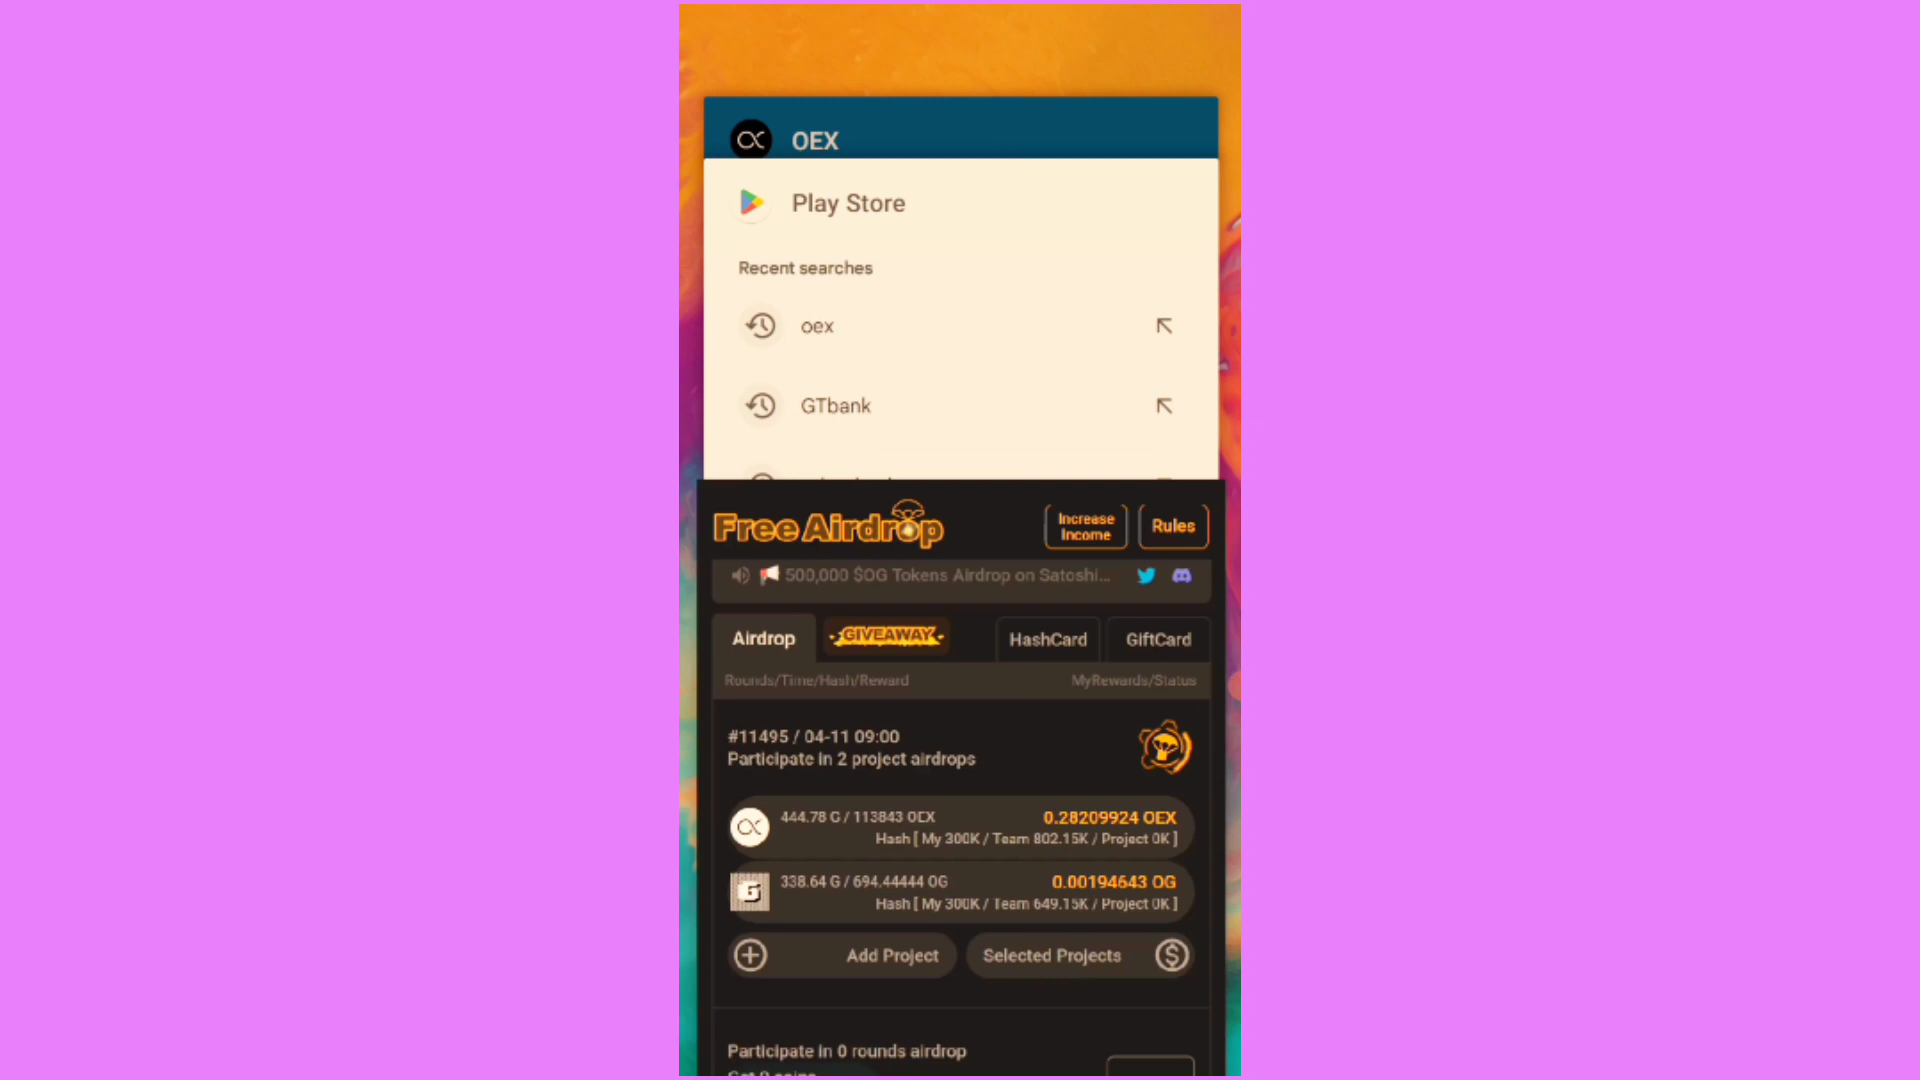 OEX
Play Store
Recent searches
oex
GTbank
Free Airdrop
Increase Income
Rules
500,000 $OG Tokens Airdrop on Satoshi...
Airdrop
GIVEAWAY
HashCard
GiftCard
Rounds/Time/Hash/Reward
MyRewards/Status
#11495 / 04-11 09:00
Participate in 2 project airdrops
444.78 G / 113843 OEX
0.28209924 OEX
Hash [ My 300K / Team 802.15K / Project 0K ]
338.64 G / 694.44444 OG
0.00194643 OG
Hash [ My 300K / Team 649.15K / Project 0K ]
Add Project
Selected Projects
Participate in 0 rounds airdrop